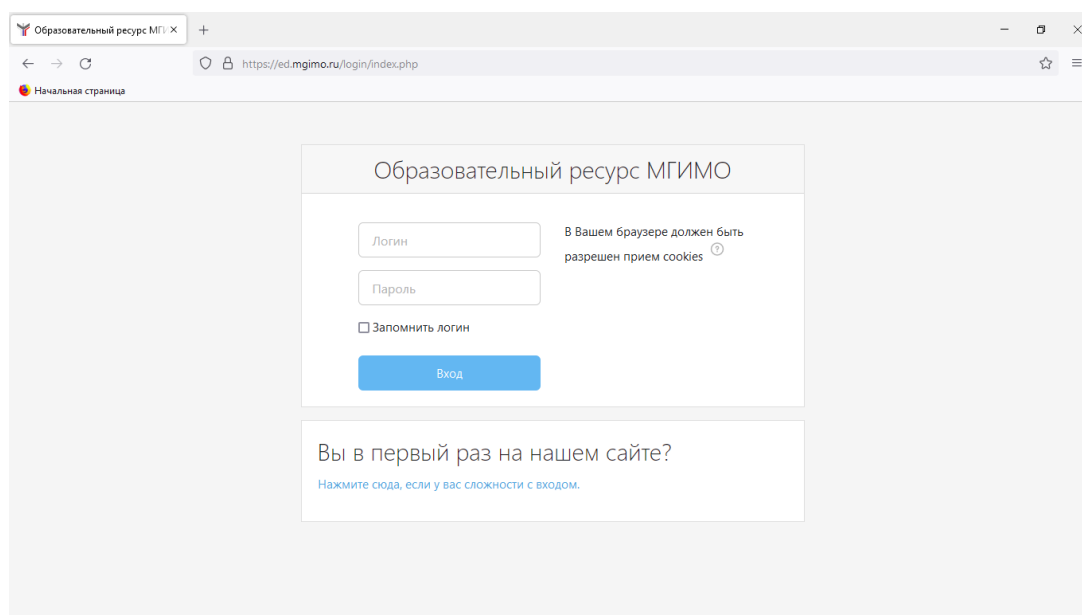 Образовательный ресурс МГИ
https://ed.mgimo.ru/login/index.php
Начальная страница
Образовательный ресурс МГИМО
Логин
В Вашем браузере должен быть
разрешен прием cookies
Пароль
Запомнить логин
Вход
Вы в первый раз на нашем сайте?
Нажмите сюда, если у вас сложности с входом.